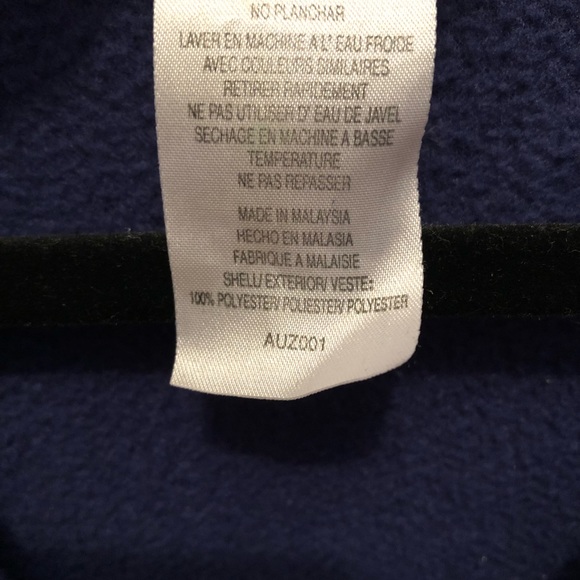 NO PLANCHAR
LAVER EN MACHINE A L' EAU FROIDE
AVEC COULEURS SIMILAIRES
RETIRER RAPIDEMENT
NE PAS UTILISER D' EAU DE JAVEL
SECHAGE EN MACHINE A BASSE
TEMPERATURE
NE PAS REPASSER
MADE IN MALAYSIA
HECHO EN MALASIA
FABRIQUE A MALAISIE
SHELL/ EXTERIOR/ VESTE:
100% POLYESTER/ POLIESTER/ POLYESTER
AUZ001